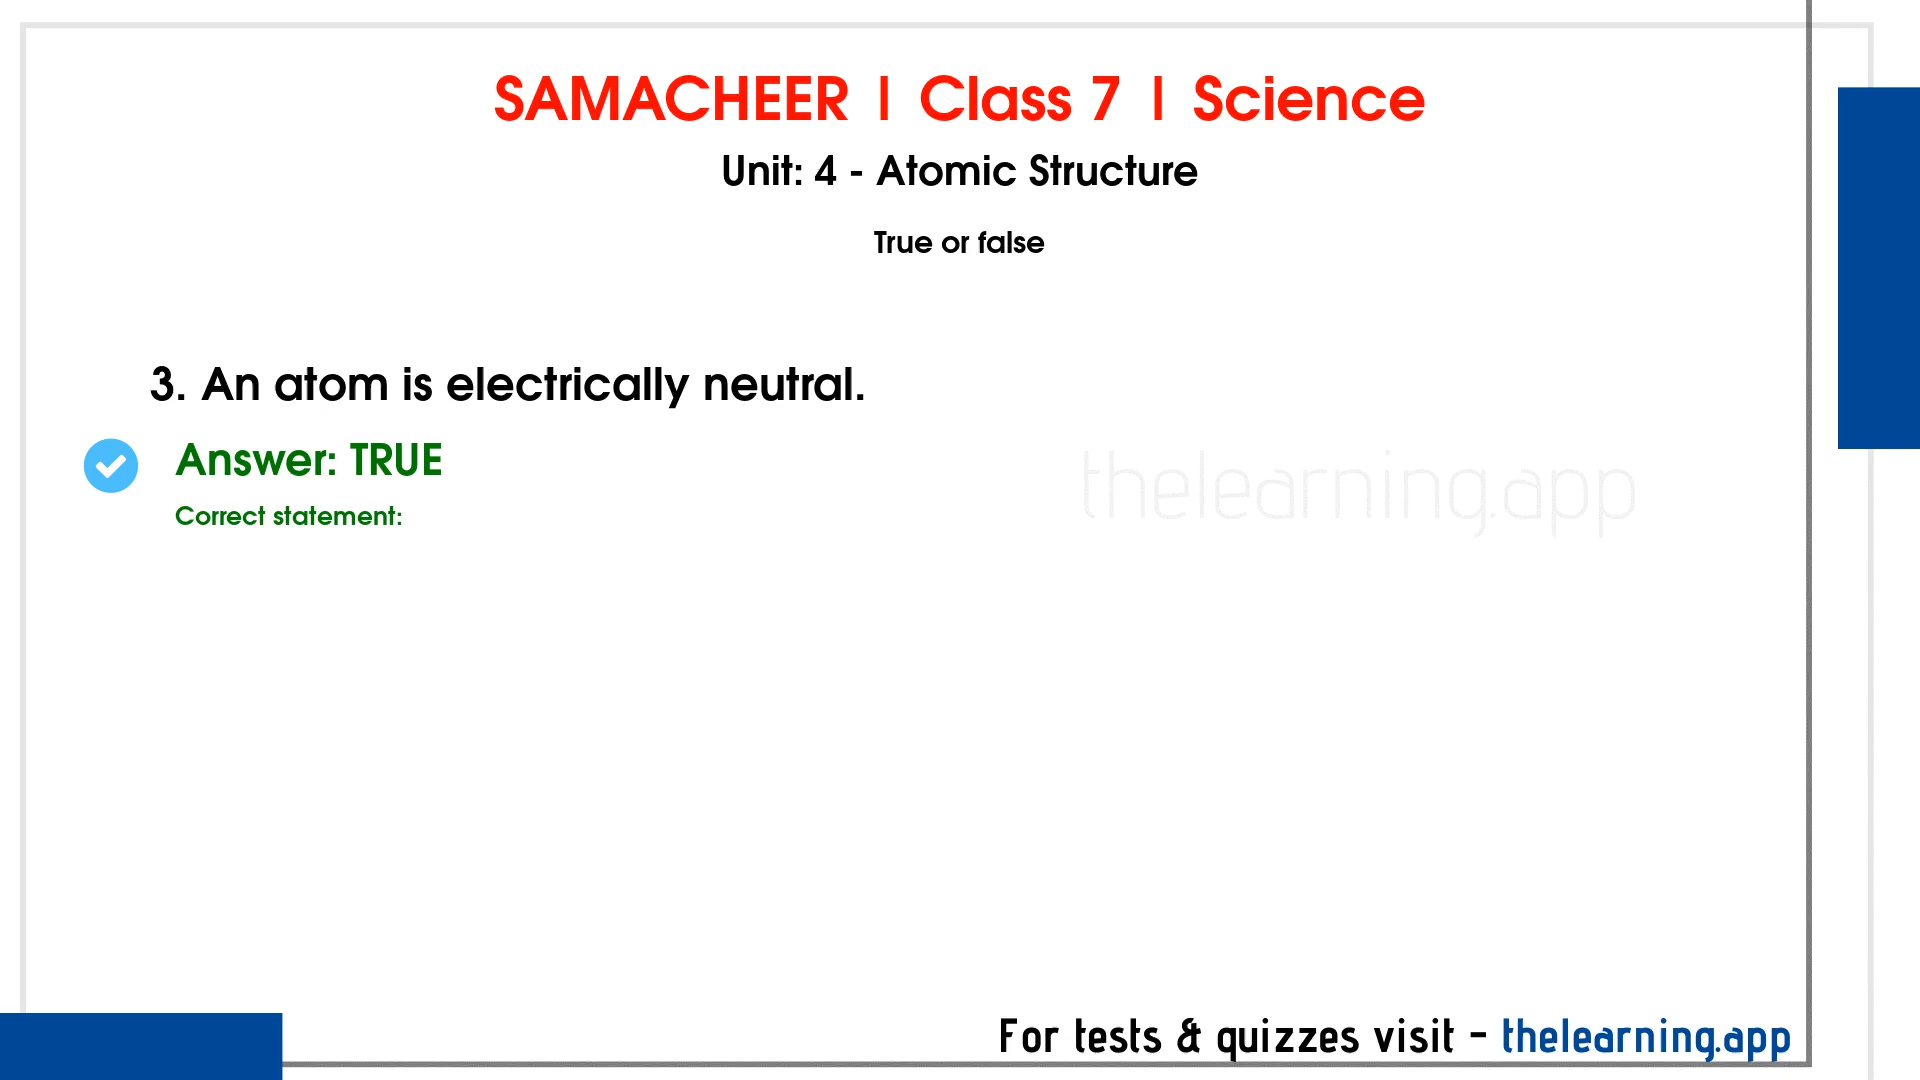 SAMACHEER | Class 7 | Science
Unit: 4 - Atomic Structure
True or false
3. An atom is electrically neutral.
Answer: TRUE
Correct statement:
thelearning.app
For tests & quizzes visit - thelearning.app